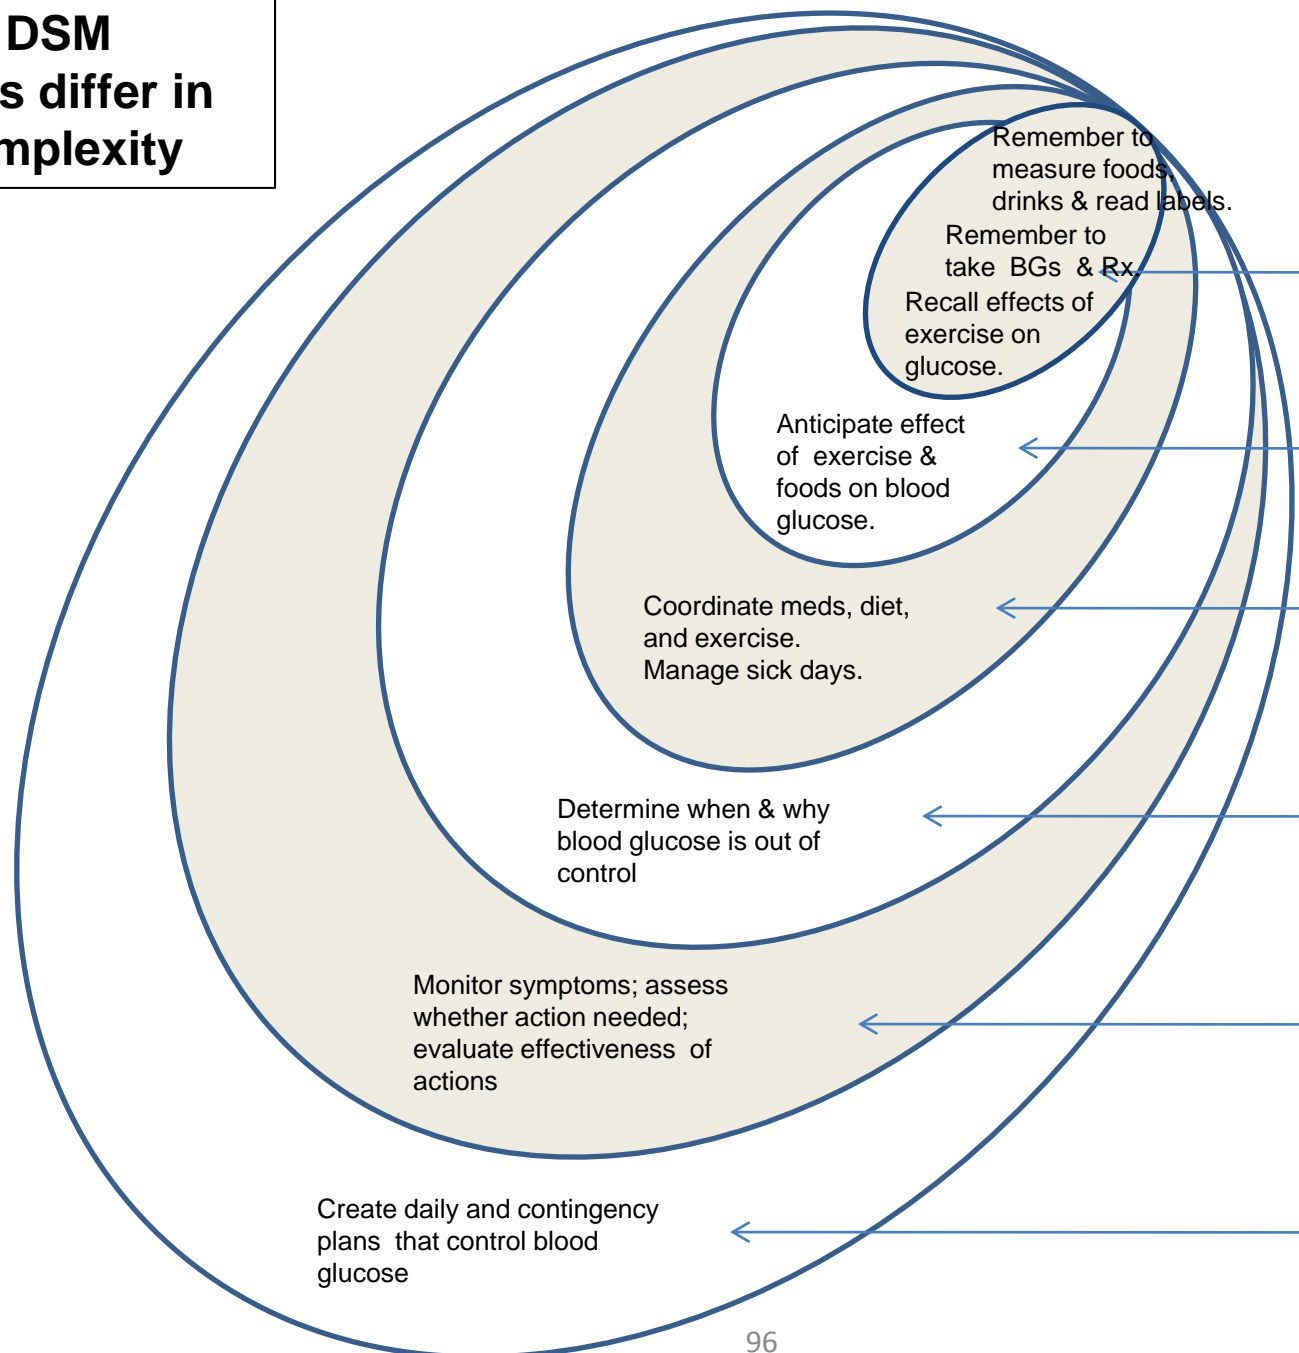 DSM
s differ in
mplexity
Remember to
measure foods,
drinks & read labels.
Remember to
take BGs & Rx.
Recall effects of
exercise on
glucose.
Anticipate effect
of exercise &
foods on blood
glucose.
Coordinate meds, diet,
and exercise.
Manage sick days.
Determine when & why
blood glucose is out of
control
Monitor symptoms; assess
whether action needed;
evaluate effectiveness of
actions
Create daily and contingency
plans that control blood
glucose
96